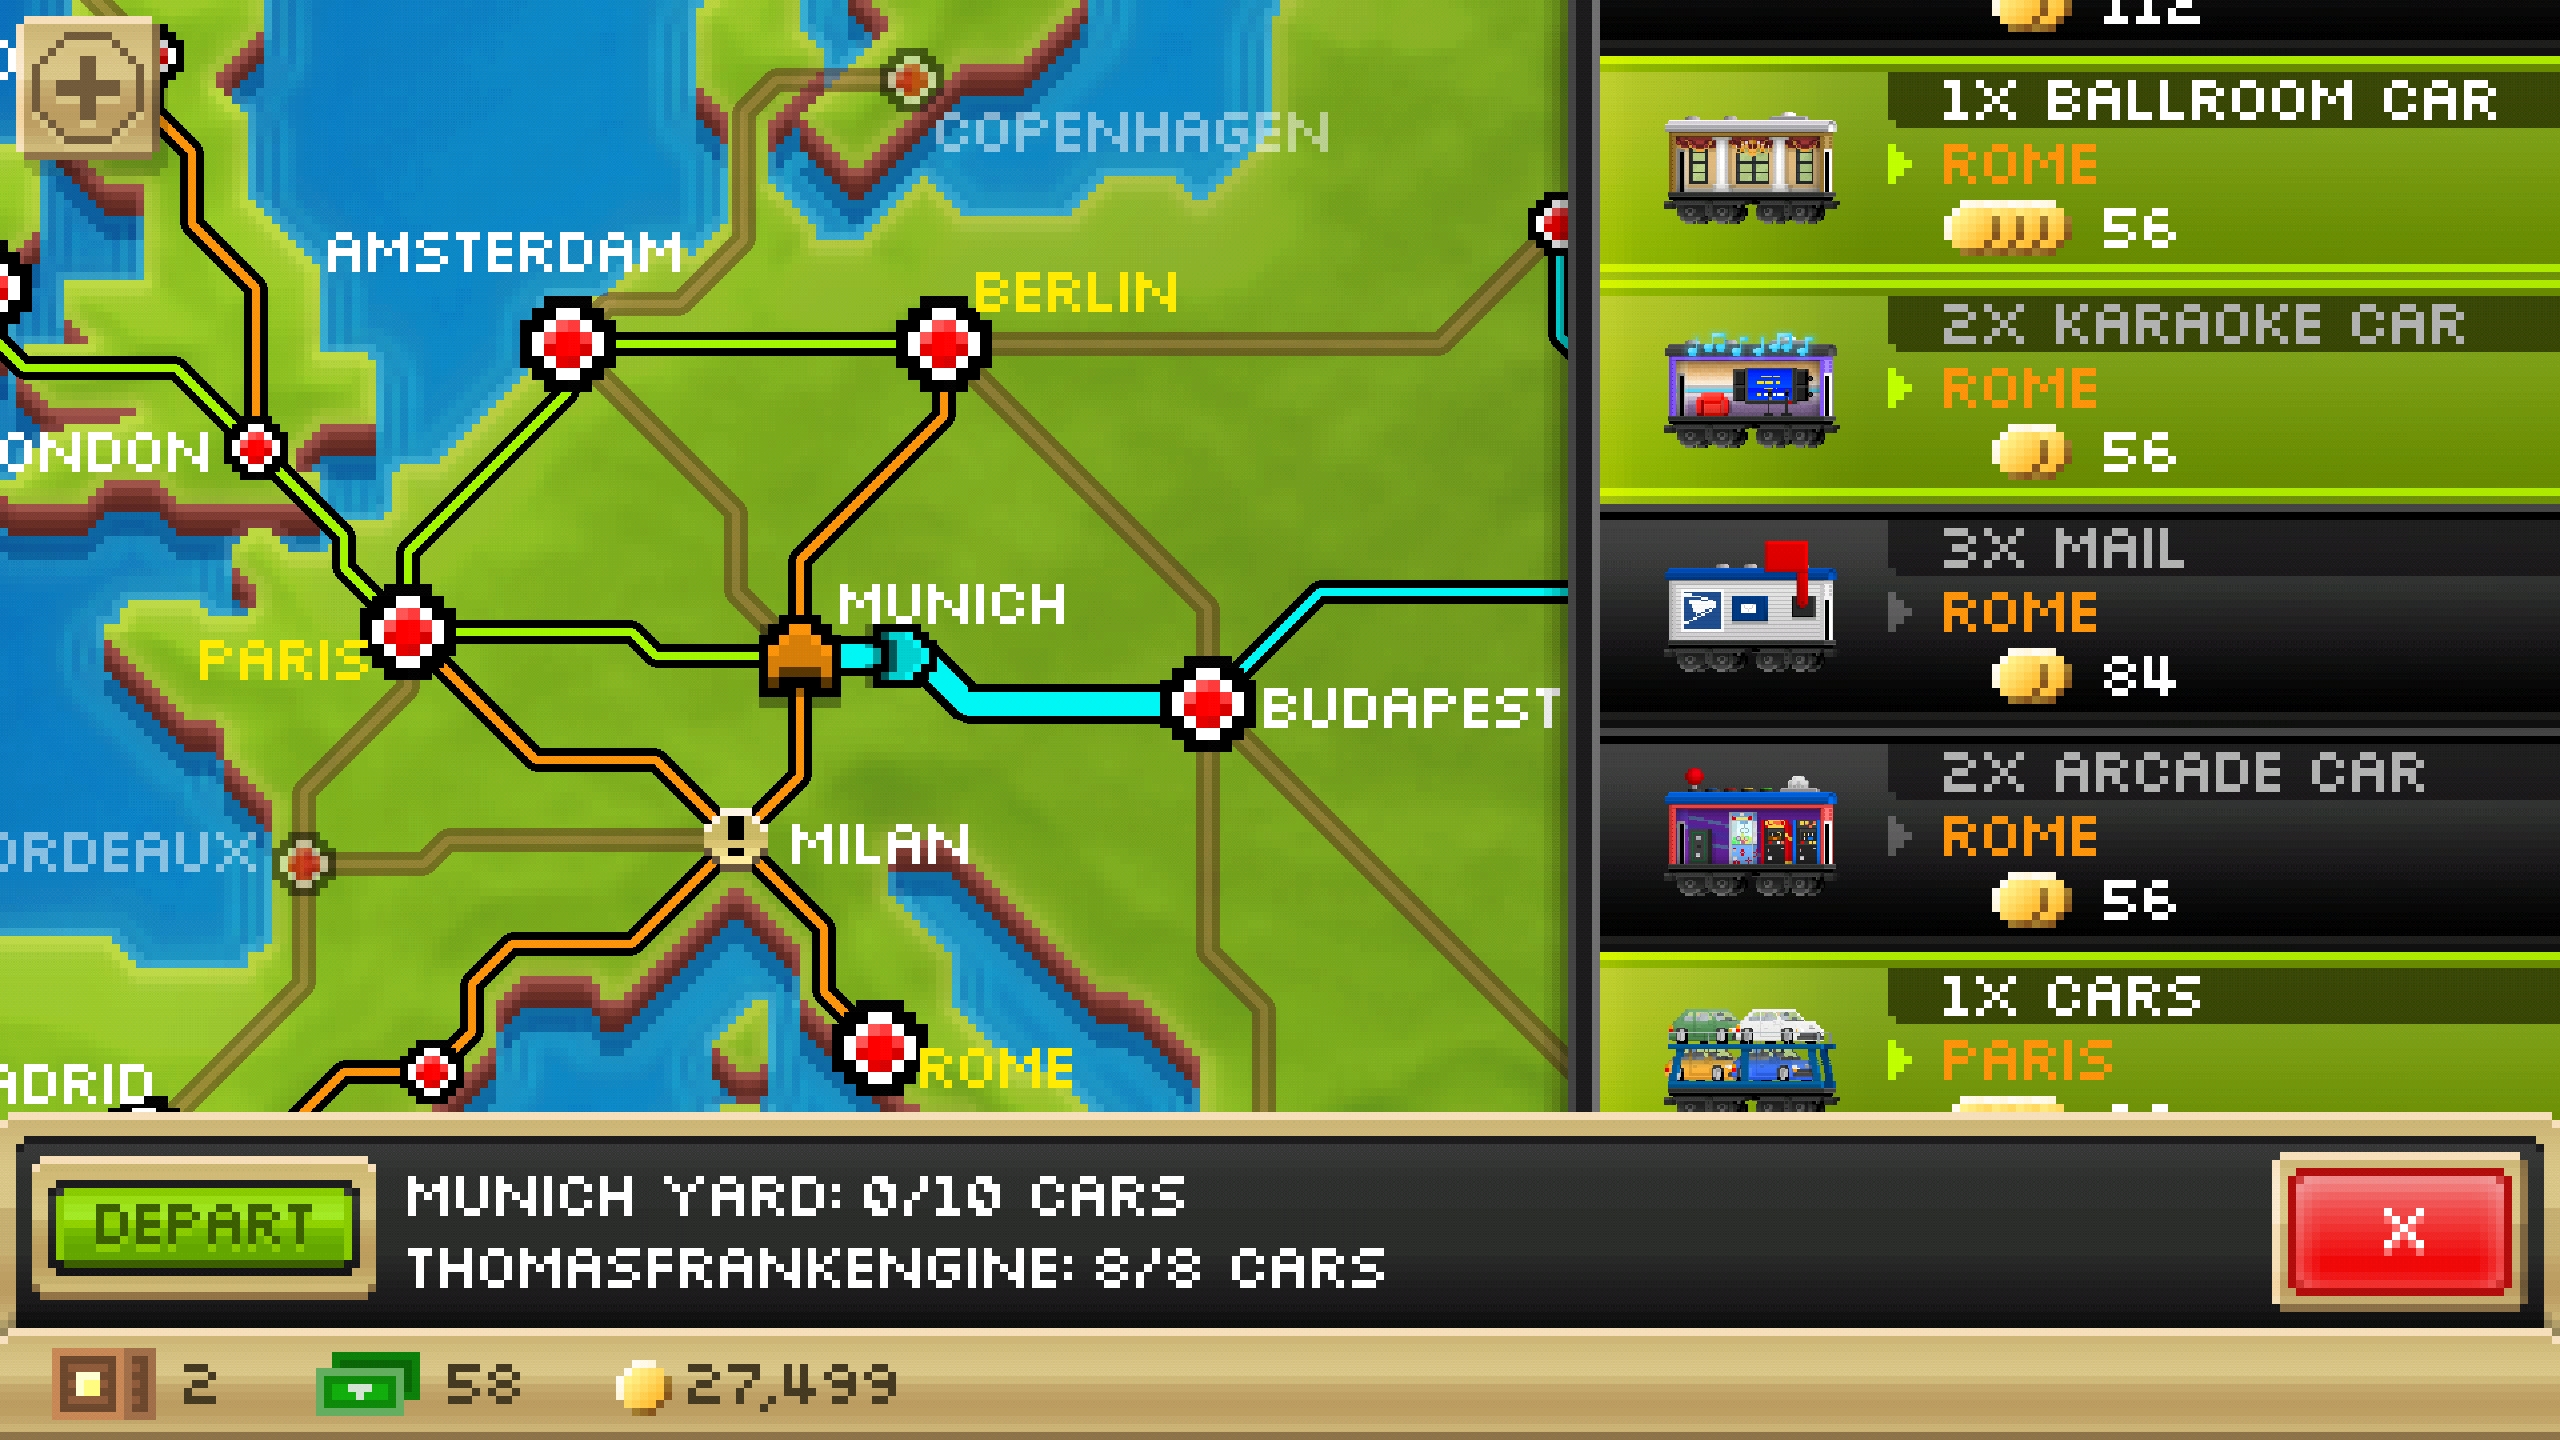 COPENHAGEN
AMSTERDAM
BERLIN
ONDON
MUNICH
PARIS
BUDAPEST
MILAN
ORDEAUX
ROME
ADRID
112
1X BALLROOM CAR
ROME
56
2X KARAOKE CAR
ROME
56
3X MAIL
ROME
84
2X ARCADE CAR
ROME
56
1X CARS
PARIS
DEPART
MUNICH YARD: 0/10 CARS
THOMASFRANKENGINE: 8/8 CARS
X
2
58
27,499